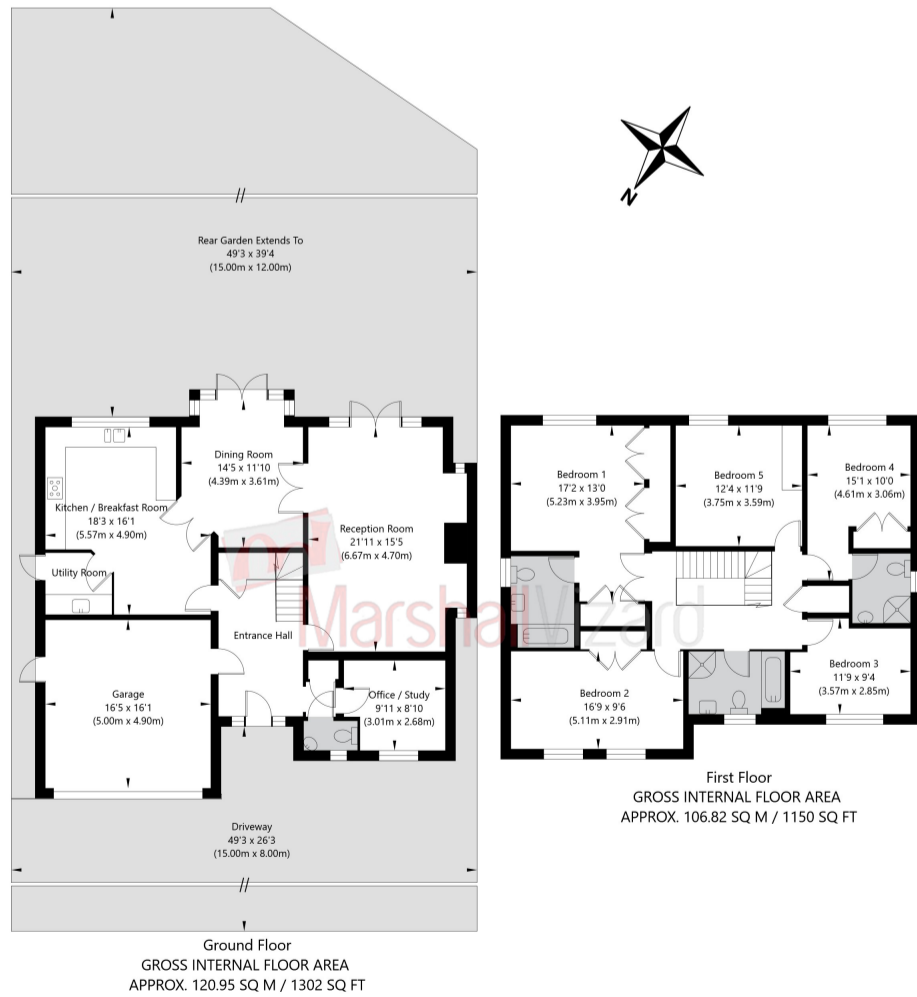 N
Rear Garden Extends To
49'3 x 39'4
(15.00m x 12.00m)
Dining Room
14'5 x 11'10
(4.39m x 3.61m)
Kitchen / Breakfast Room
18'3 x 16'1
(5.57m x 4.90m)
Reception Room
21'11 x 15'5
(6.67m x 4.70m)
Utility Room
Entrance Hall
Garage
16'5 x 16'1
(5.00m x 4.90m)
Office / Study
9'11 x 8'10
(3.01m x 2.68m)
Driveway
49'3 x 26'3
(15.00m x 8.00m)
Ground Floor
GROSS INTERNAL FLOOR AREA
APPROX. 120.95 SQ M / 1302 SQ FT
Bedroom 1
17'2 x 13'0
(5.23m x 3.95m)
Bedroom 5
12'4 x 11'9
(3.75m x 3.59m)
Bedroom 4
15'1 x 10'0
(4.61m x 3.06m)
Bedroom 2
16'9 x 9'6
(5.11m x 2.91m)
Bedroom 3
11'9 x 9'4
(3.57m x 2.85m)
First Floor
GROSS INTERNAL FLOOR AREA
APPROX. 106.82 SQ M / 1150 SQ FT
MarshallVizard